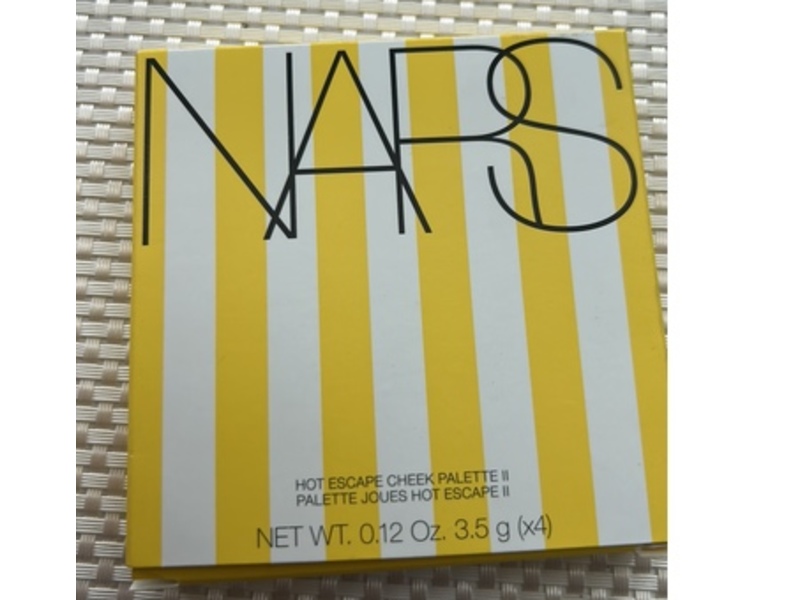 NARS
HOT ESCAPE CHEEK PALETTE II
PALETTE JOUES HOT ESCAPE II
NET WT. 0.12 Oz. 3.5 g (x4)